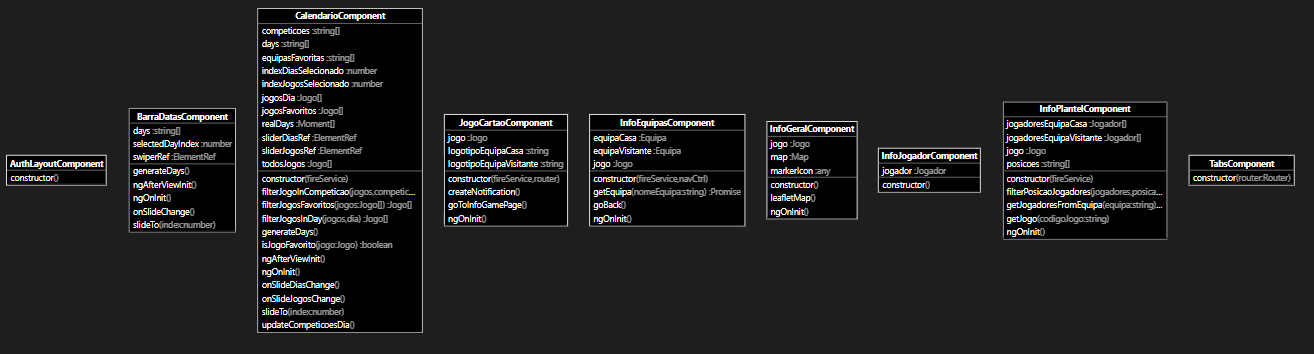 AuthLayoutComponent
constructor()
BarraDatasComponent
days :string[]
selectedDayIndex :number
swiperRef :ElementRef
generateDays()
ngAfterViewInit()
ngOnInit()
onSlideChange()
slideTo(index:number)
CalendarioComponent
competicoes :string[]
days :string[]
equipasFavoritas :string[]
indexDiasSelecionado :number
indexJogosSelecionado :number
jogosDia :Jogo[]
jogosFavoritos :Jogo[]
realDays :Moment[]
sliderDiasRef :ElementRef
sliderJogosRef :ElementRef
todosJogos :Jogo[]
constructor(fireService)
filterJogoInCompeticao(jogos,competic...
filterJogosFavoritos(jogos:Jogo[]) :Jogo[]
filterJogosInDay(jogos,dia) :Jogo[]
generateDays()
isJogoFavorito(jogo:Jogo) :boolean
ngAfterViewInit()
ngOnInit()
onSlideDiasChange()
onSlideJogosChange()
slideTo(index:number)
updateCompeticoesDia()
JogoCartaoComponent
jogo :Jogo
logotipoEquipaCasa :string
logotipoEquipaVisitante :string
constructor(fireService,router)
createNotification()
goToInfoGamePage()
ngOnInit()
InfoEquipasComponent
equipaCasa :Equipa
equipaVisitante :Equipa
jogo :Jogo
constructor(fireService,navCtrl)
getEquipa(nomeEquipa:string) :Promise
goBack()
ngOnInit()
InfoGeralComponent
jogo :Jogo
map :Map
markerIcon :any
constructor()
leafletMap()
ngOnInit()
InfoJogadorComponent
jogador :Jogador
constructor()
InfoPlantelComponent
jogadoresEquipaCasa :Jogador[]
jogadoresEquipaVisitante :Jogador[]
jogo :Jogo
posicoes :string[]
constructor(fireService)
filterPosicaoJogadores(jogadores,posica...
getJogadoresFromEquipa(equipa:string)...
getJogo(codigoJogo:string)
ngOnInit()
TabsComponent
constructor(router:Router)